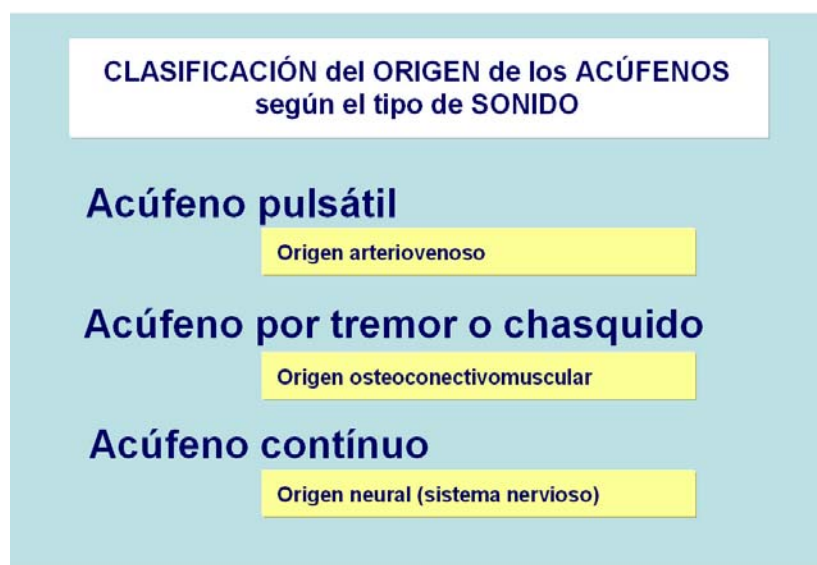 CLASIFICACIÓN del ORIGEN de los ACÚFENOS
según el tipo de SONIDO
Acúfeno pulsátil
Origen arteriovenoso
Acúfeno por tremor o chasquido
Origen osteoconectivomuscular
Acúfeno contínuo
Origen neural (sistema nervioso)